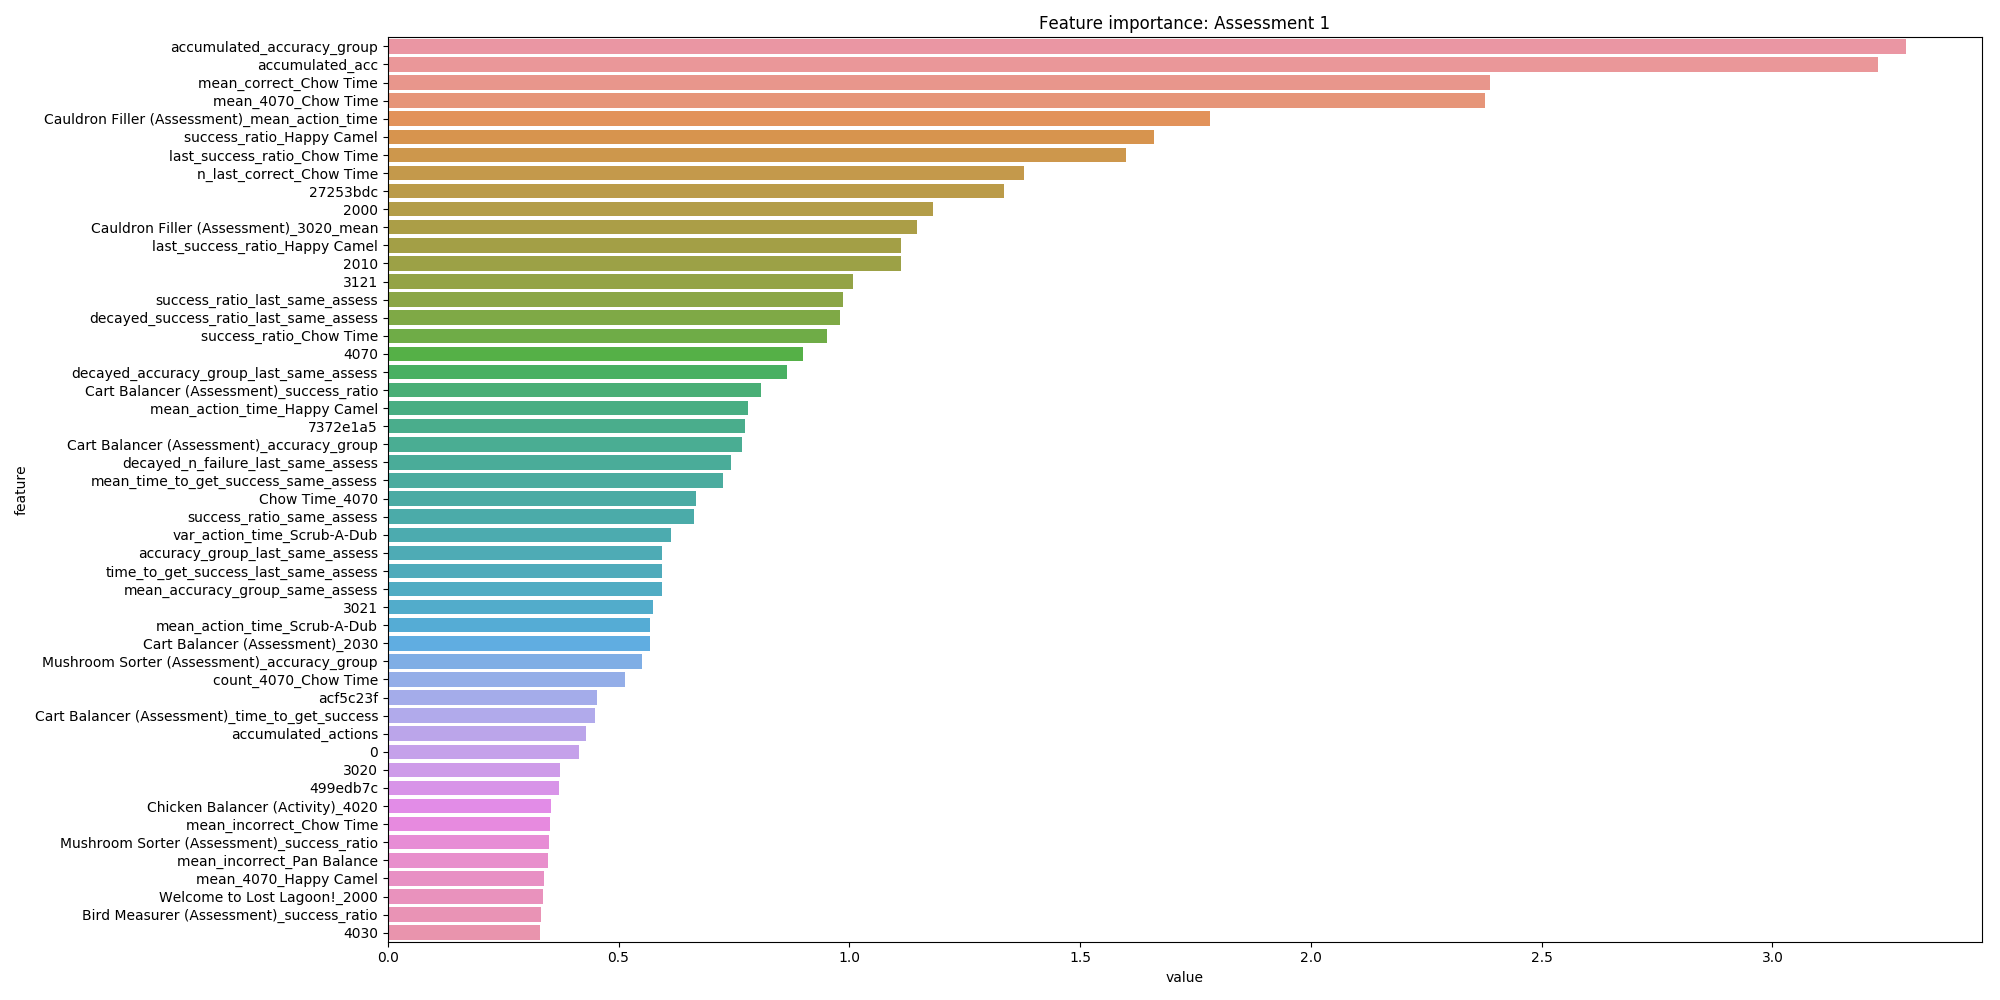 Feature importance: Assessment 1
accumulated_accuracy_group
accumulated_acc
mean_correct_Chow Time
mean_4070_Chow Time
Cauldron Filler (Assessment)_mean_action_time
success_ratio_Happy Camel
last_success_ratio_Chow Time
n_last_correct_Chow Time
27253bdc
2000
Cauldron Filler (Assessment)_3020_mean
last_success_ratio_Happy Camel
2010
3121
success_ratio_last_same_assess
decayed_success_ratio_last_same_assess
success_ratio_Chow Time
4070
decayed_accuracy_group_last_same_assess
Cart Balancer (Assessment)_success_ratio
mean_action_time_Happy Camel
7372e1a5
Cart Balancer (Assessment)_accuracy_group
decayed_n_failure_last_same_assess
mean_time_to_get_success_same_assess
Chow Time_4070
success_ratio_same_assess
var_action_time_Scrub-A-Dub
accuracy_group_last_same_assess
time_to_get_success_last_same_assess
mean_accuracy_group_same_assess
3021
mean_action_time_Scrub-A-Dub
Cart Balancer (Assessment)_2030
Mushroom Sorter (Assessment)_accuracy_group
count_4070_Chow Time
acf5c23f
Cart Balancer (Assessment)_time_to_get_success
accumulated_actions
0
3020
499edb7c
Chicken Balancer (Activity)_4020
mean_incorrect_Chow Time
Mushroom Sorter (Assessment)_success_ratio
mean_incorrect_Pan Balance
mean_4070_Happy Camel
Welcome to Lost Lagoon!_2000
Bird Measurer (Assessment)_success_ratio
4030
feature
0.0 0.5 1.0 1.5 2.0 2.5 3.0
value